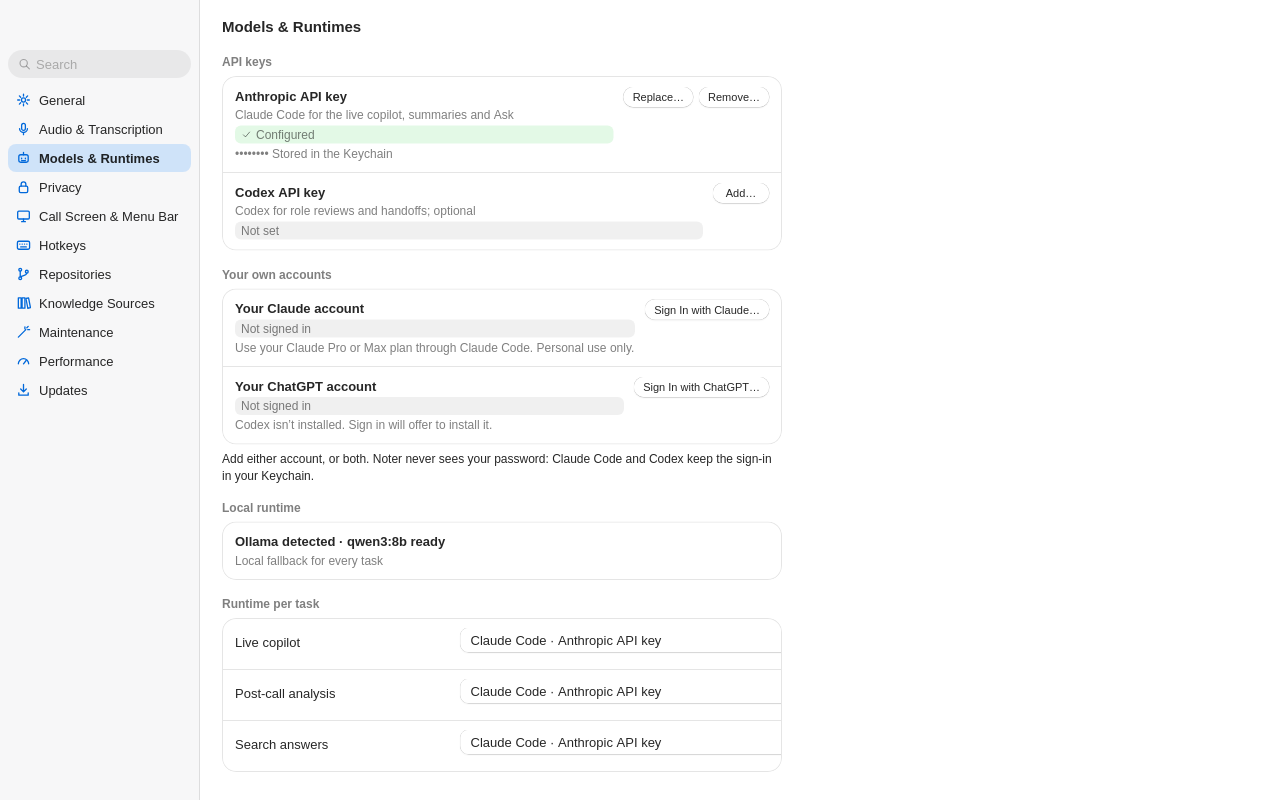 Search
General
Audio & Transcription
Models & Runtimes
Privacy
Call Screen & Menu Bar
Hotkeys
Repositories
Knowledge Sources
Maintenance
Performance
Updates
Models & Runtimes
API keys
Anthropic API key
Replace…
Remove…
Claude Code for the live copilot, summaries and Ask
Configured
•••••••• Stored in the Keychain
Codex API key
Add…
Codex for role reviews and handoffs; optional
Not set
Your own accounts
Your Claude account
Sign In with Claude…
Not signed in
Use your Claude Pro or Max plan through Claude Code. Personal use only.
Your ChatGPT account
Sign In with ChatGPT…
Not signed in
Codex isn’t installed. Sign in will offer to install it.
Add either account, or both. Noter never sees your password: Claude Code and Codex keep the sign-in
in your Keychain.
Local runtime
Ollama detected · qwen3:8b ready
Local fallback for every task
Runtime per task
Live copilot
Claude Code · Anthropic API key
Post-call analysis
Claude Code · Anthropic API key
Search answers
Claude Code · Anthropic API key